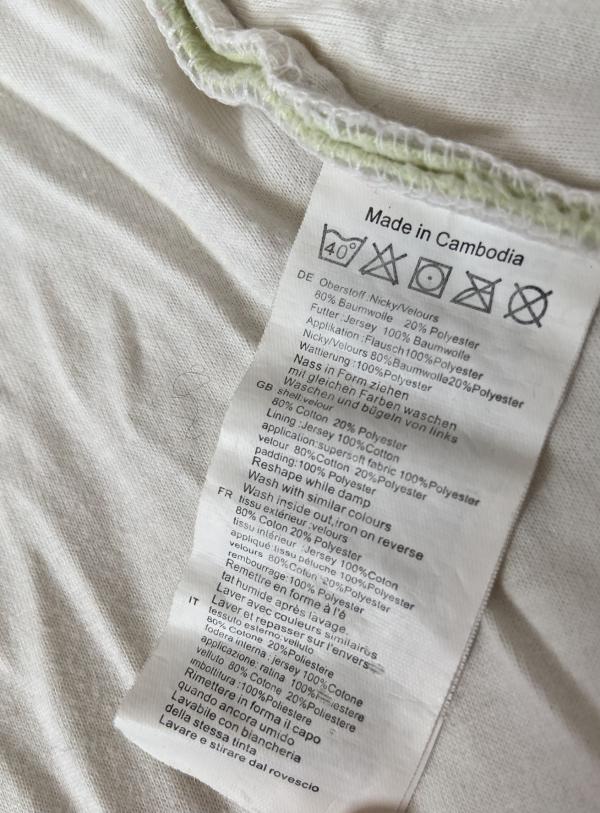 Made in Cambodia
40°
DE Oberstoff :Nicky/Velours
80% Baumwolle 20% Polyester
Futter :Jersey 100% Baumwolle
Applikation :Flausch100%Polyester
Nicky/Velours 80%Baumwolle20%Polyester
Wattierung :100%Polyester
Nass in Form ziehen
mit gleichen Farben waschen
Waschen und bügeln von links
GB shell:velour
80% Cotton 20% Polyester
Lining :Jersey 100%Cotton
application:supersoft fabric 100%Polyester
velour 80%Cotton 20%Polyester
padding:100% Polyester
Reshape while damp
Wash with similar colours
Wash inside out,iron on reverse
FR tissu extérieur :velours
80% Coton 20% Polyester
tissu intérieur :Jersey 100%Coton
appliqué:tissu peluche 100%Polyester
velours 80%Coton 20%Polyester
rembourrage:100% Polyester
Remettre en forme à l'é
tat humide après lavage.
Laver avec couleurs similaires
Laver et repasser sur l'envers
IT tessuto esterno:velluto
80% Cotone 20%Poliestere
fodera interna : jersey 100%Cotone
applicazione: ratina 100%Poliestere
velluto 80% Cotone 20%Poliestere
imbottitura :100%Poliestere
Rimettere in forma il capo
quando ancora umido
Lavabile con biancheria
della stessa tinta
Lavare e stirare dal rovescio